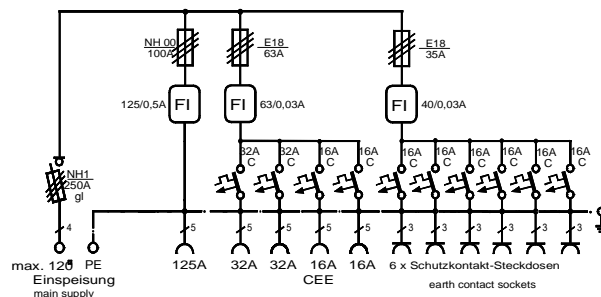 NH 00
100A
E18
63A
E18
35A
125/0,5A
FI
FI
63/0,03A
FI
40/0,03A
32A
C
32A
C
16A
C
16A
C
16A
C
16A
C
16A
C
16A
C
16A
C
NH1
250A
gl
4
5
5
5
5
5
3
3
3
3
3
3
max. 120
PE
125A
32A
32A
16A
16A
6 x Schutzkontakt-Steckdosen
Einspeisung
CEE
earth contact sockets
main supply